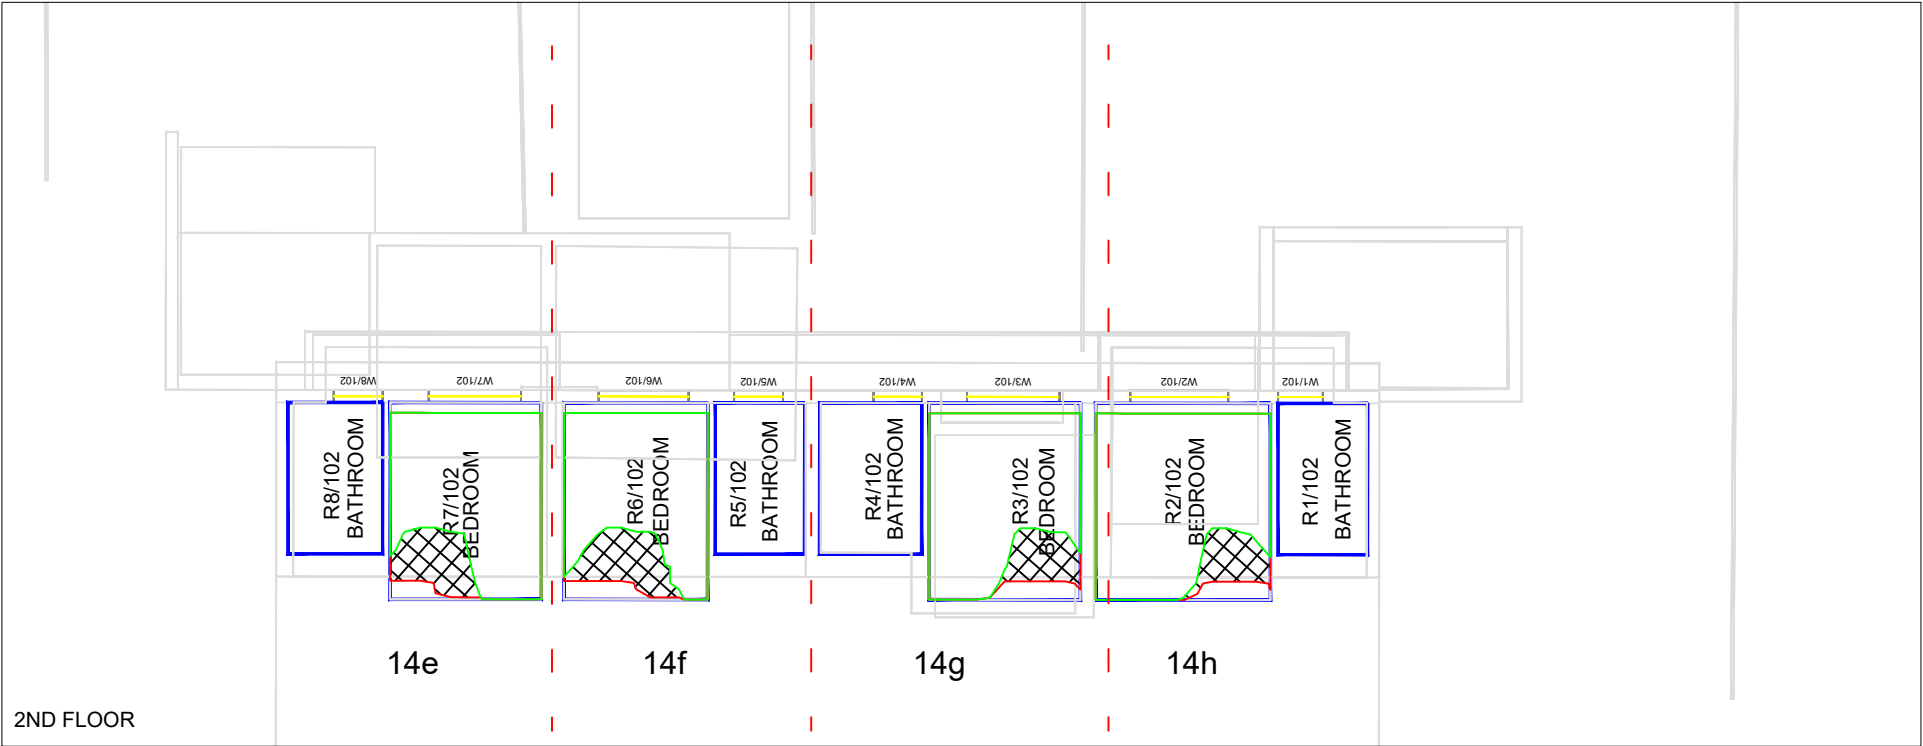 W8/102
W7/102
W6/102
W5/102
W4/102
W3/102
W2/102
W1/102
R8/102
BATHROOM
R7/102
BEDROOM
R6/102
BEDROOM
R5/102
BATHROOM
R4/102
BATHROOM
R3/102
BEDROOM
R2/102
BEDROOM
R1/102
BATHROOM
14e
14f
14g
14h
2ND FLOOR